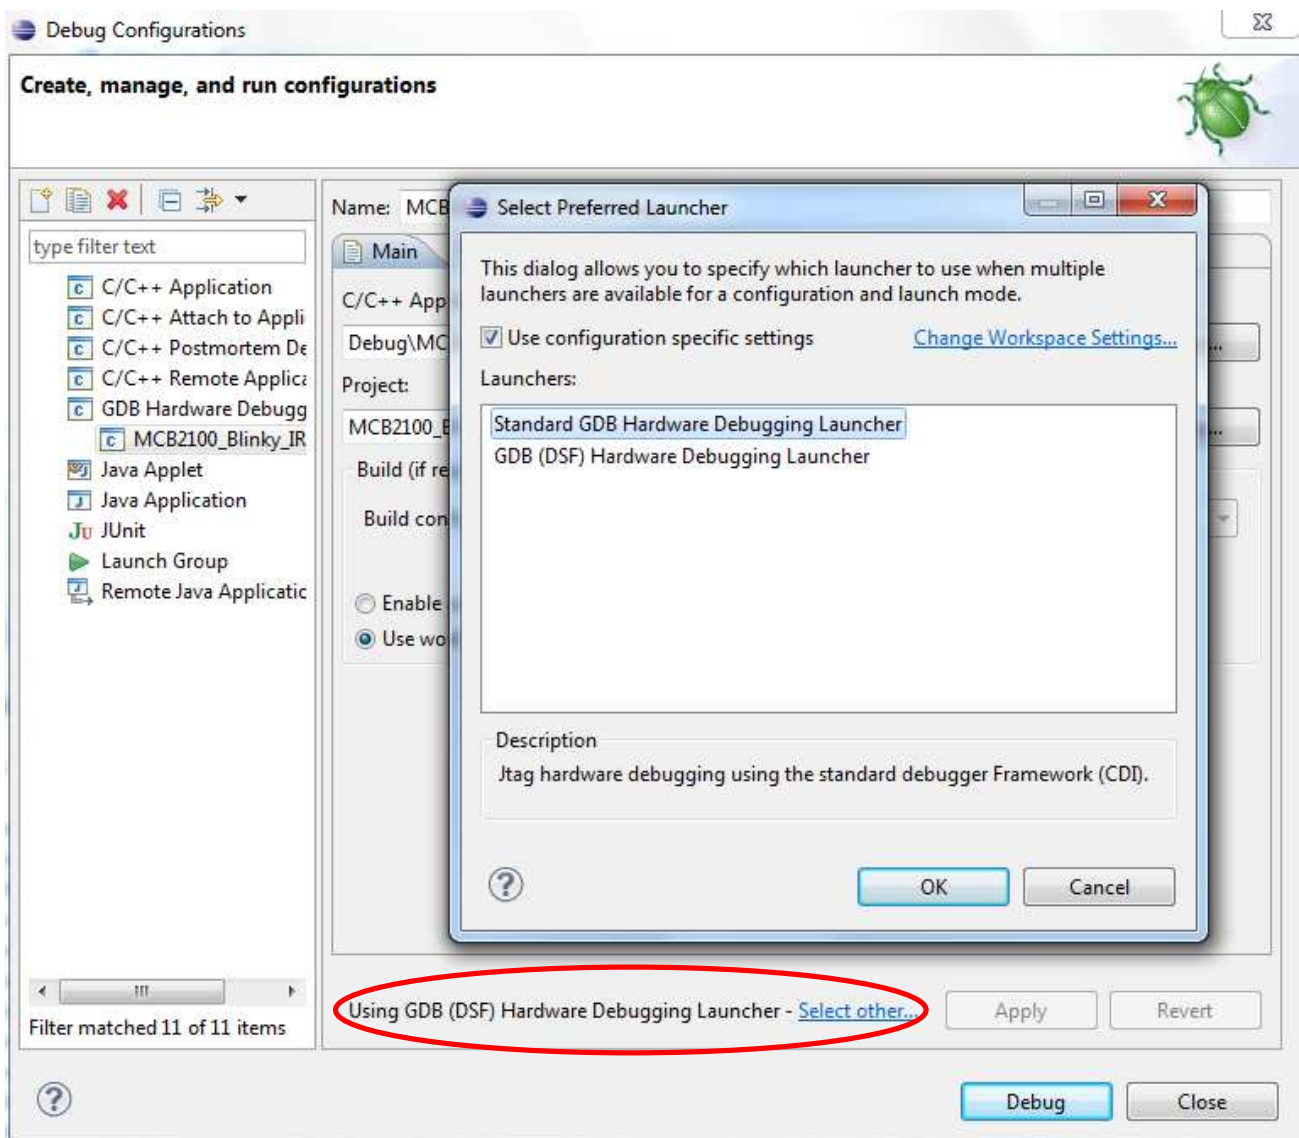 Debug Configurations
Create, manage, and run configurations
type filter text
C/C++ Application
C/C++ Attach to Appli
C/C++ Postmortem De
C/C++ Remote Applica
GDB Hardware Debugg
MCB2100_Blinky_IR
Java Applet
Java Application
Ju JUnit
Launch Group
Remote Java Applicatic
Filter matched 11 of 11 items
Name: MCB
Main
C/C++ App
Debug\MC
Project:
MCB2100_B
Build (if re
Build con
Enable
Use wo
Select Preferred Launcher
This dialog allows you to specify which launcher to use when multiple
launchers are available for a configuration and launch mode.
Use configuration specific settings Change Workspace Settings...
Launchers:
Standard GDB Hardware Debugging Launcher
GDB (DSF) Hardware Debugging Launcher
Description
Jtag hardware debugging using the standard debugger Framework (CDI).
OK Cancel
Using GDB (DSF) Hardware Debugging Launcher - Select other... Apply Revert
Debug Close